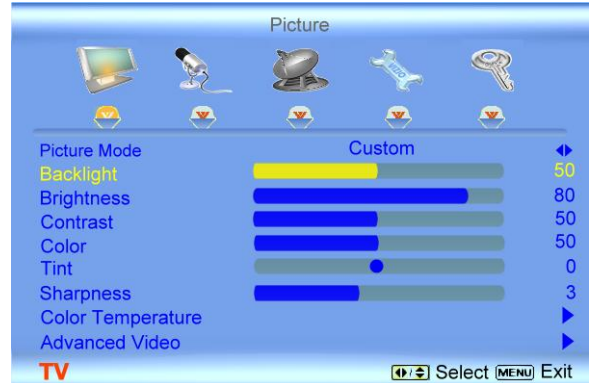 Picture
Picture Mode Custom
Backlight 50
Brightness 80
Contrast 50
Color 50
Tint 0
Sharpness 3
Color Temperature
Advanced Video
TV Select MENU Exit